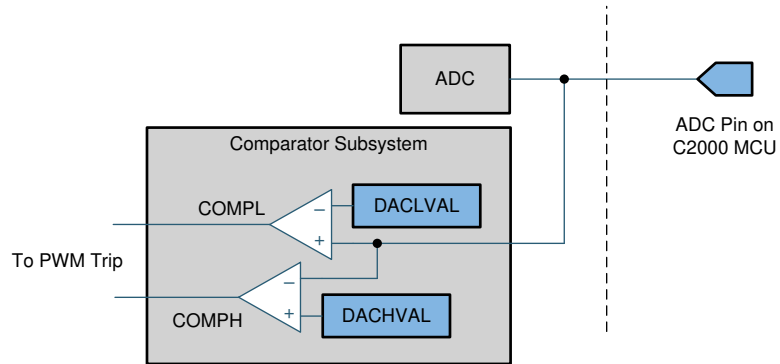 ADC
ADC Pin on
C2000 MCU
Comparator Subsystem
COMPL
−
DACLVAL
+
To PWM Trip
−
COMPH
+
DACHVAL